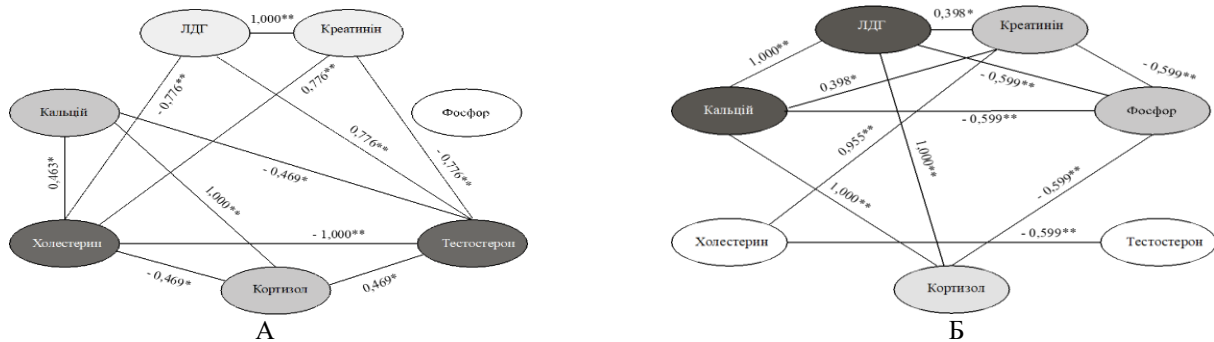 ЛДГ
1,000**
Креатинін
- 0,776**
0,776**
Кальцій
Фосфор
0,463*
0,776**
- 0,776**
- 0,469*
1,000**
Холестерин
- 1,000**
Тестостерон
- 0,469*
0,469*
Кортизол
А
ЛДГ
0,398*
Креатинін
1,000**
- 0,599**
- 0,599**
0,398*
Кальцій
Фосфор
- 0,599**
0,955**
1,000**
1,000**
- 0,599**
Холестерин
- 0,599**
Тестостерон
Кортизол
Б